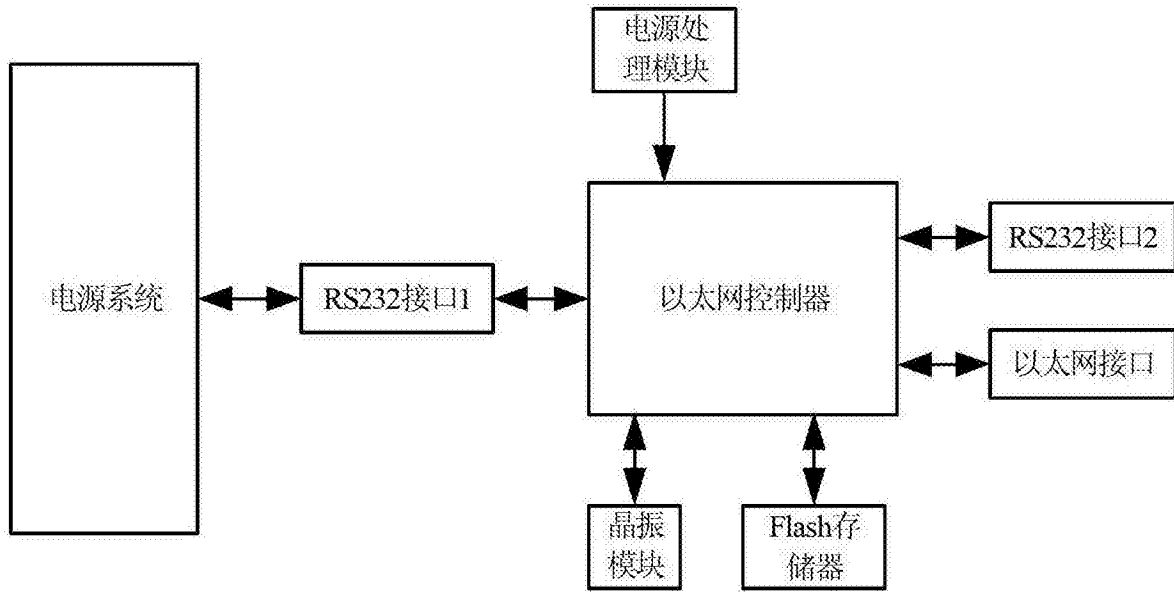 电源处
理模块
电源系统
RS232接口1
以太网控制器
RS232接口2
以太网接口
晶振
模块
Flash存
储器